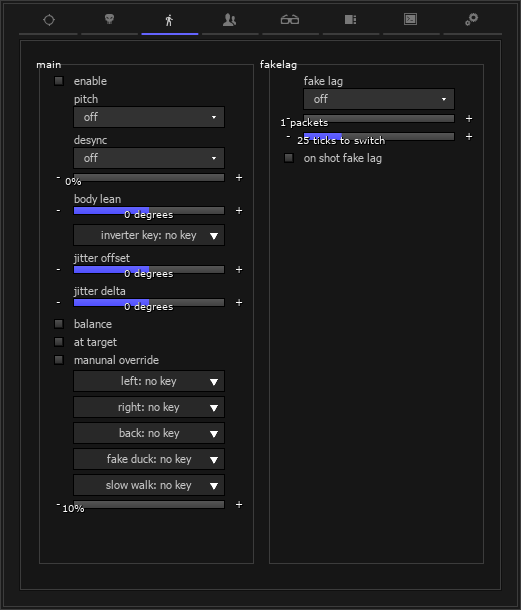 main
enable
pitch
off
desync
off
- 0% +
body lean
- 0 degrees +
inverter key: no key
jitter offset
- 0 degrees +
jitter delta
- 0 degrees +
balance
at target
manunal override
left: no key
right: no key
back: no key
fake duck: no key
slow walk: no key
- 10% +
fakelag
fake lag
off
- 1 packets +
- 25 ticks to switch +
on shot fake lag